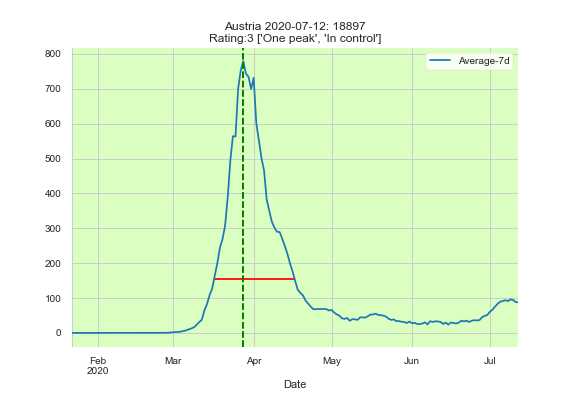 Austria 2020-07-12: 18897
Rating:3 ['One peak', 'In control']
Average-7d
800
700
600
500
400
300
200
100
0
Feb
2020
Mar
Apr
May
Jun
Jul
Date